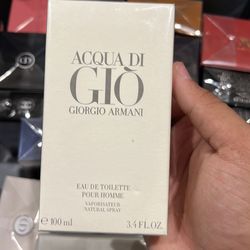 ACQUA DI
GIÒ
GIORGIO ARMANI
EAU DE TOILETTE
POUR HOMME
VAPORISATEUR
NATURAL SPRAY
℮ 100 ml
3.4 FL.OZ.